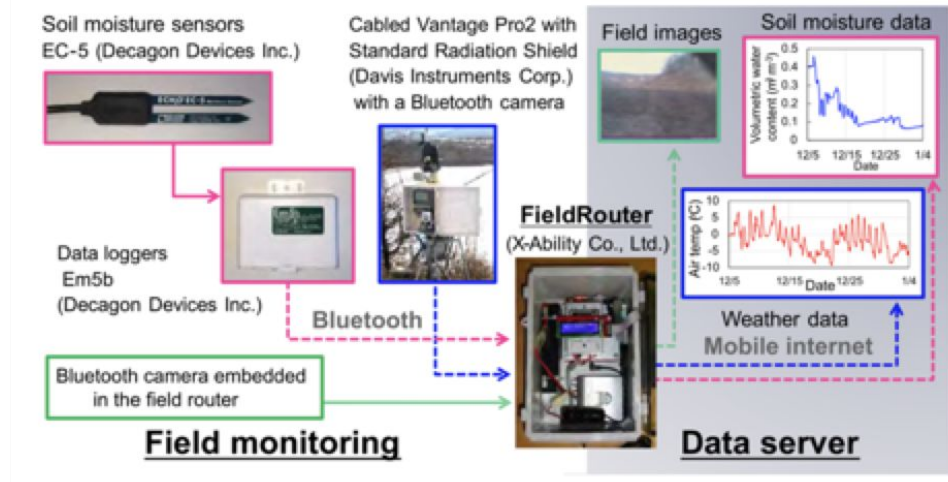 Soil moisture sensors
EC-5 (Decagon Devices Inc.)
Cabled Vantage Pro2 with
Standard Radiation Shield
(Davis Instruments Corp.)
with a Bluetooth camera
Field images
Soil moisture data
Volumetric water
content (m³ m-³)
0.5
0.4
0.3
0.2
0.1
0
12/5
12/15
12/25
1/4
Date
Data loggers
Em5b
(Decagon Devices Inc.)
FieldRouter
(X-Ability Co., Ltd.)
Air temp (ºC)
10
5
0
-5
-10
12/5
12/15
12/25
1/4
Date
Weather data
Bluetooth
Mobile internet
Bluetooth camera embedded
in the field router
Field monitoring
Data server